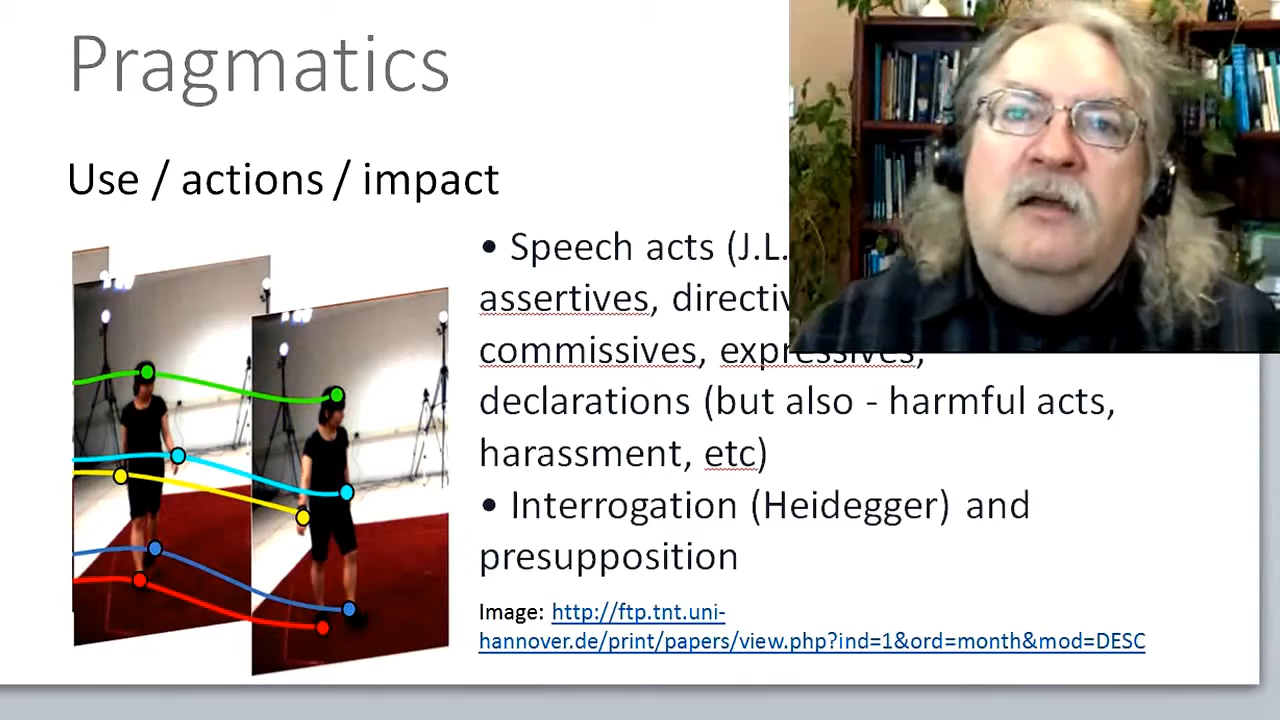 Pragmatics
Use / actions / impact
• Speech acts (J.L.
assertives, directiv
commissives, expressives,
declarations (but also - harmful acts,
harassment, etc)
• Interrogation (Heidegger) and
presupposition
Image: http://ftp.tnt.uni-
hannover.de/print/papers/view.php?ind=1&ord=month&mod=DESC